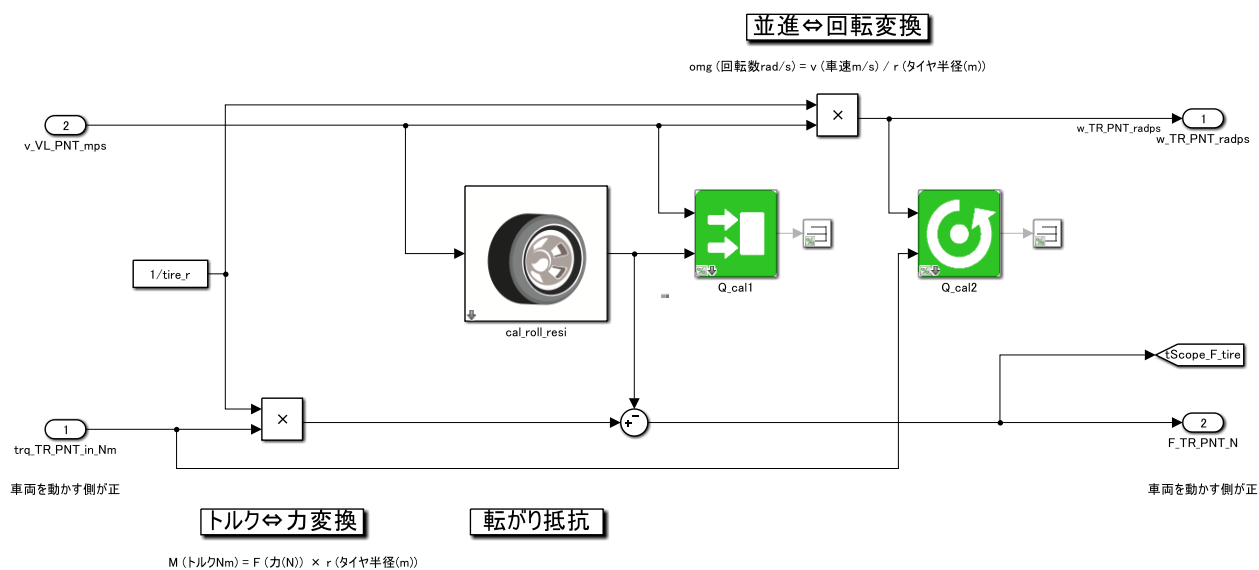 並進⇔回転変換
omg (回転数rad/s) = v (車速m/s) / r (タイヤ半径(m))
×
2
v_VL_PNT_mps
w_TR_PNT_radps
1
w_TR_PNT_radps
1/tire_r
cal_roll_resi
Q_cal1
Q_cal2
tScope_F_tire
1
trq_TR_PNT_in_Nm
×
+
−
2
F_TR_PNT_N
車両を動かす側が正
車両を動かす側が正
トルク⇔力変換
転がり抵抗
M (トルクNm) = F (力(N)) × r (タイヤ半径(m))